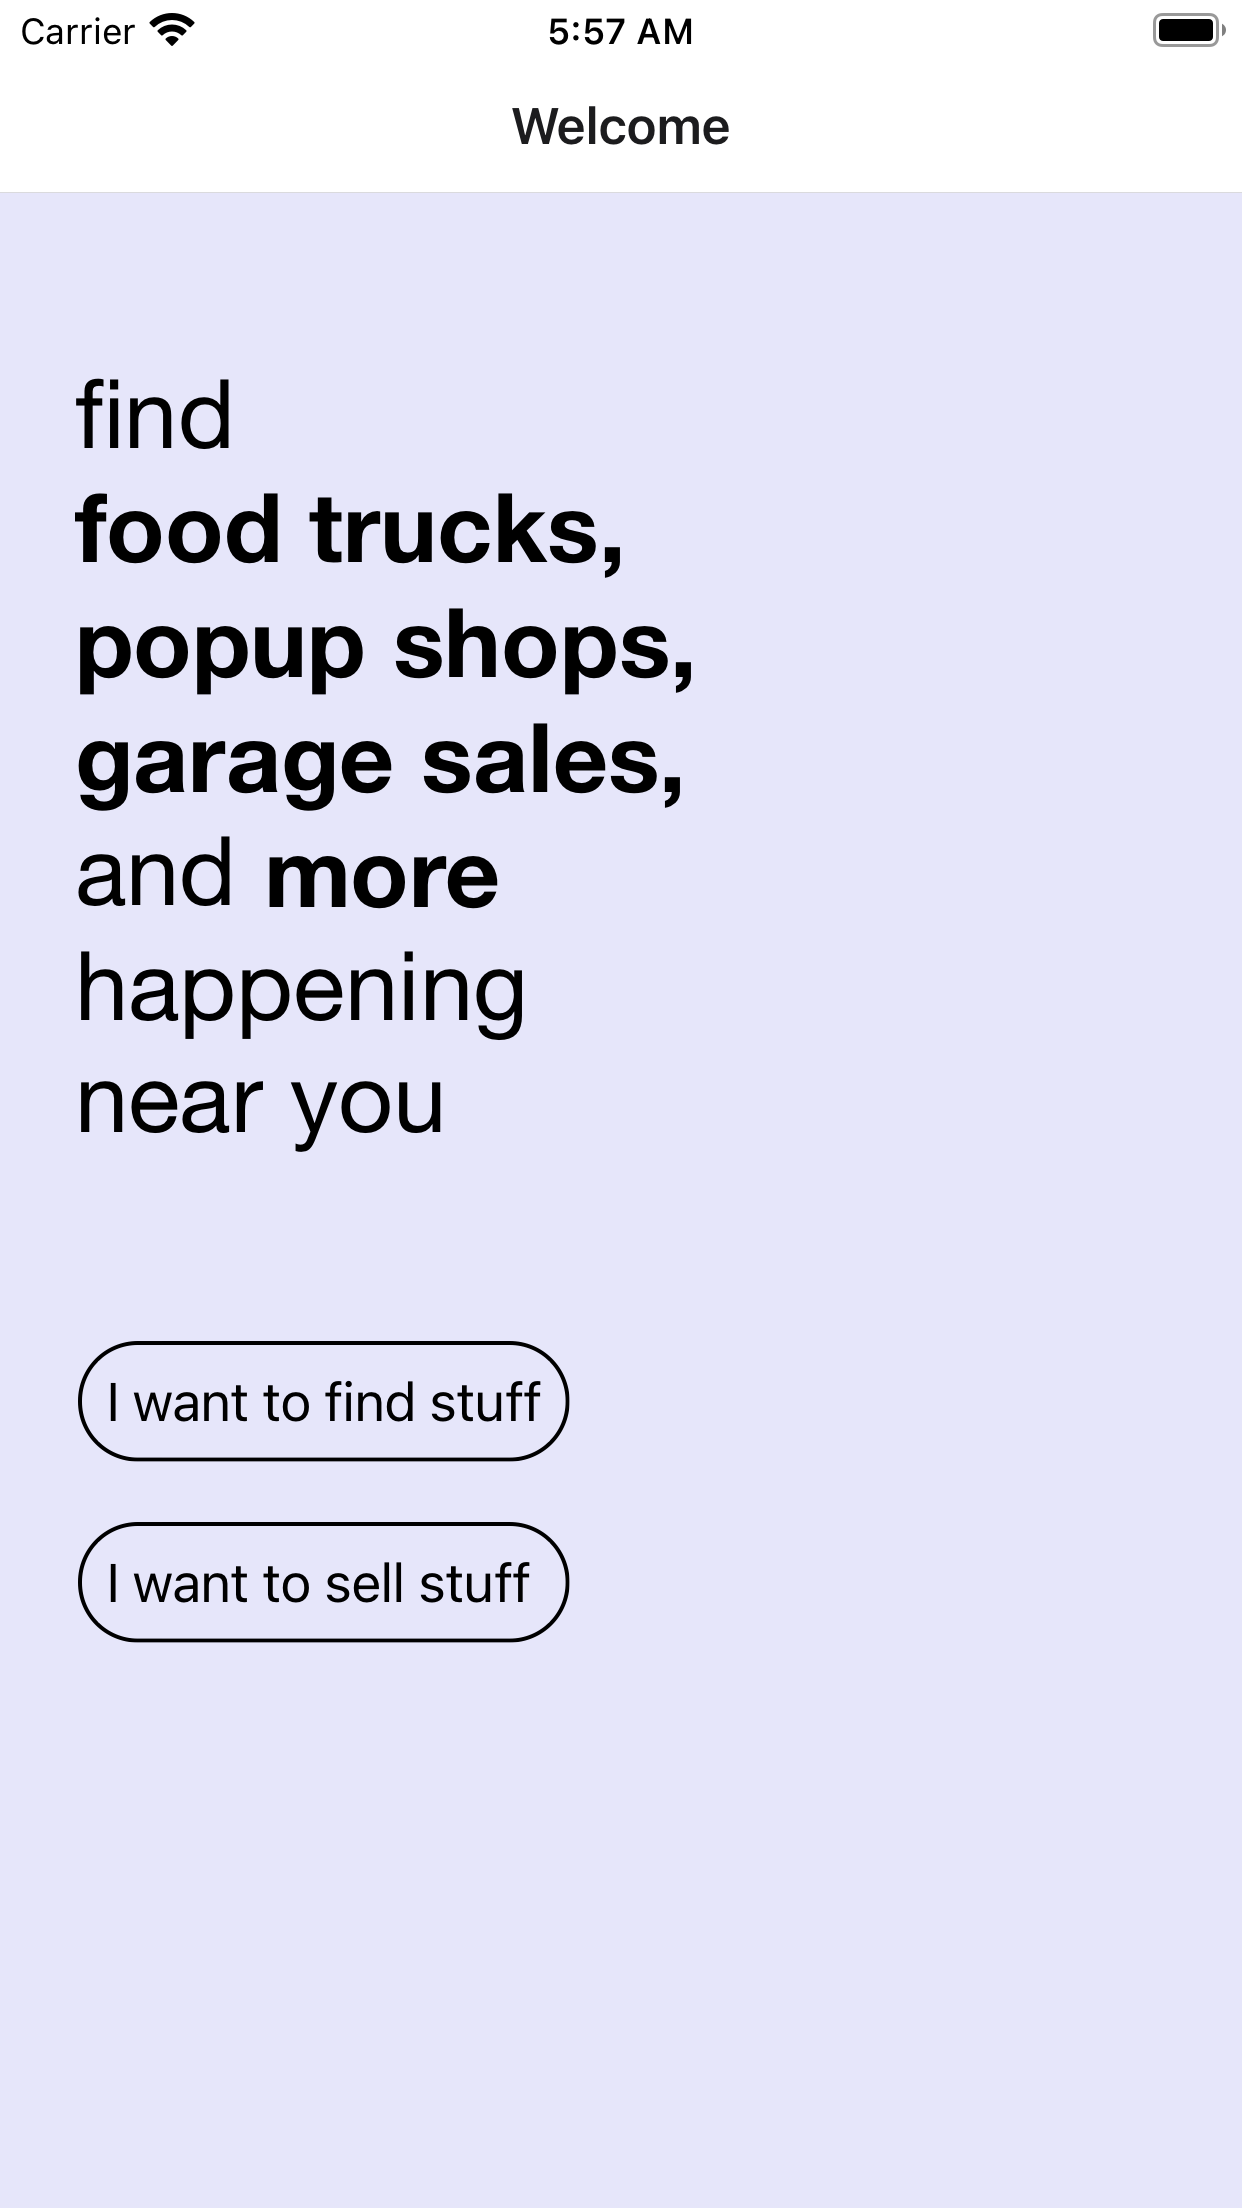 Carrier 5:57 AM
Welcome
find
food trucks,
popup shops,
garage sales,
and more
happening
near you
I want to find stuff
I want to sell stuff